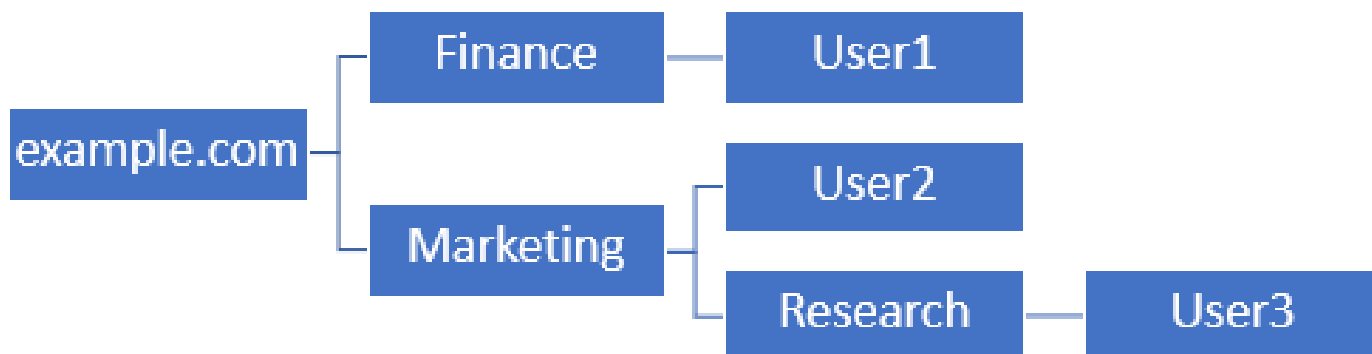 example.com
Finance
User1
Marketing
User2
Research
User3